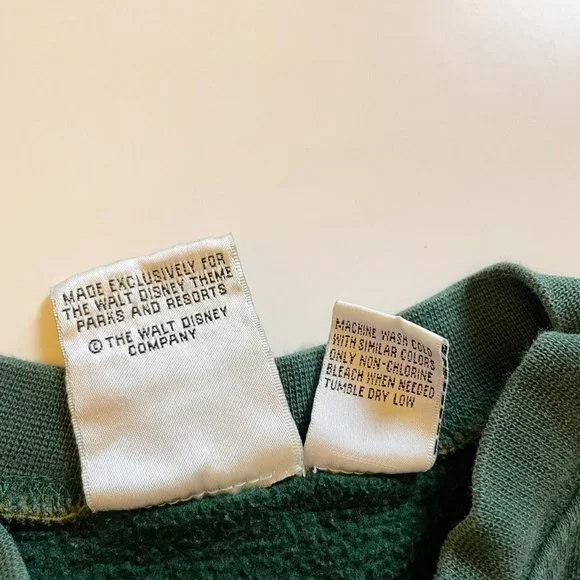 MADE EXCLUSIVELY FOR
THE WALT DISNEY THEME
PARKS AND RESORTS
© THE WALT DISNEY
COMPANY
MACHINE WASH COLD
WITH SIMILAR COLORS
ONLY NON-CHLORINE
BLEACH WHEN NEEDED
TUMBLE DRY LOW